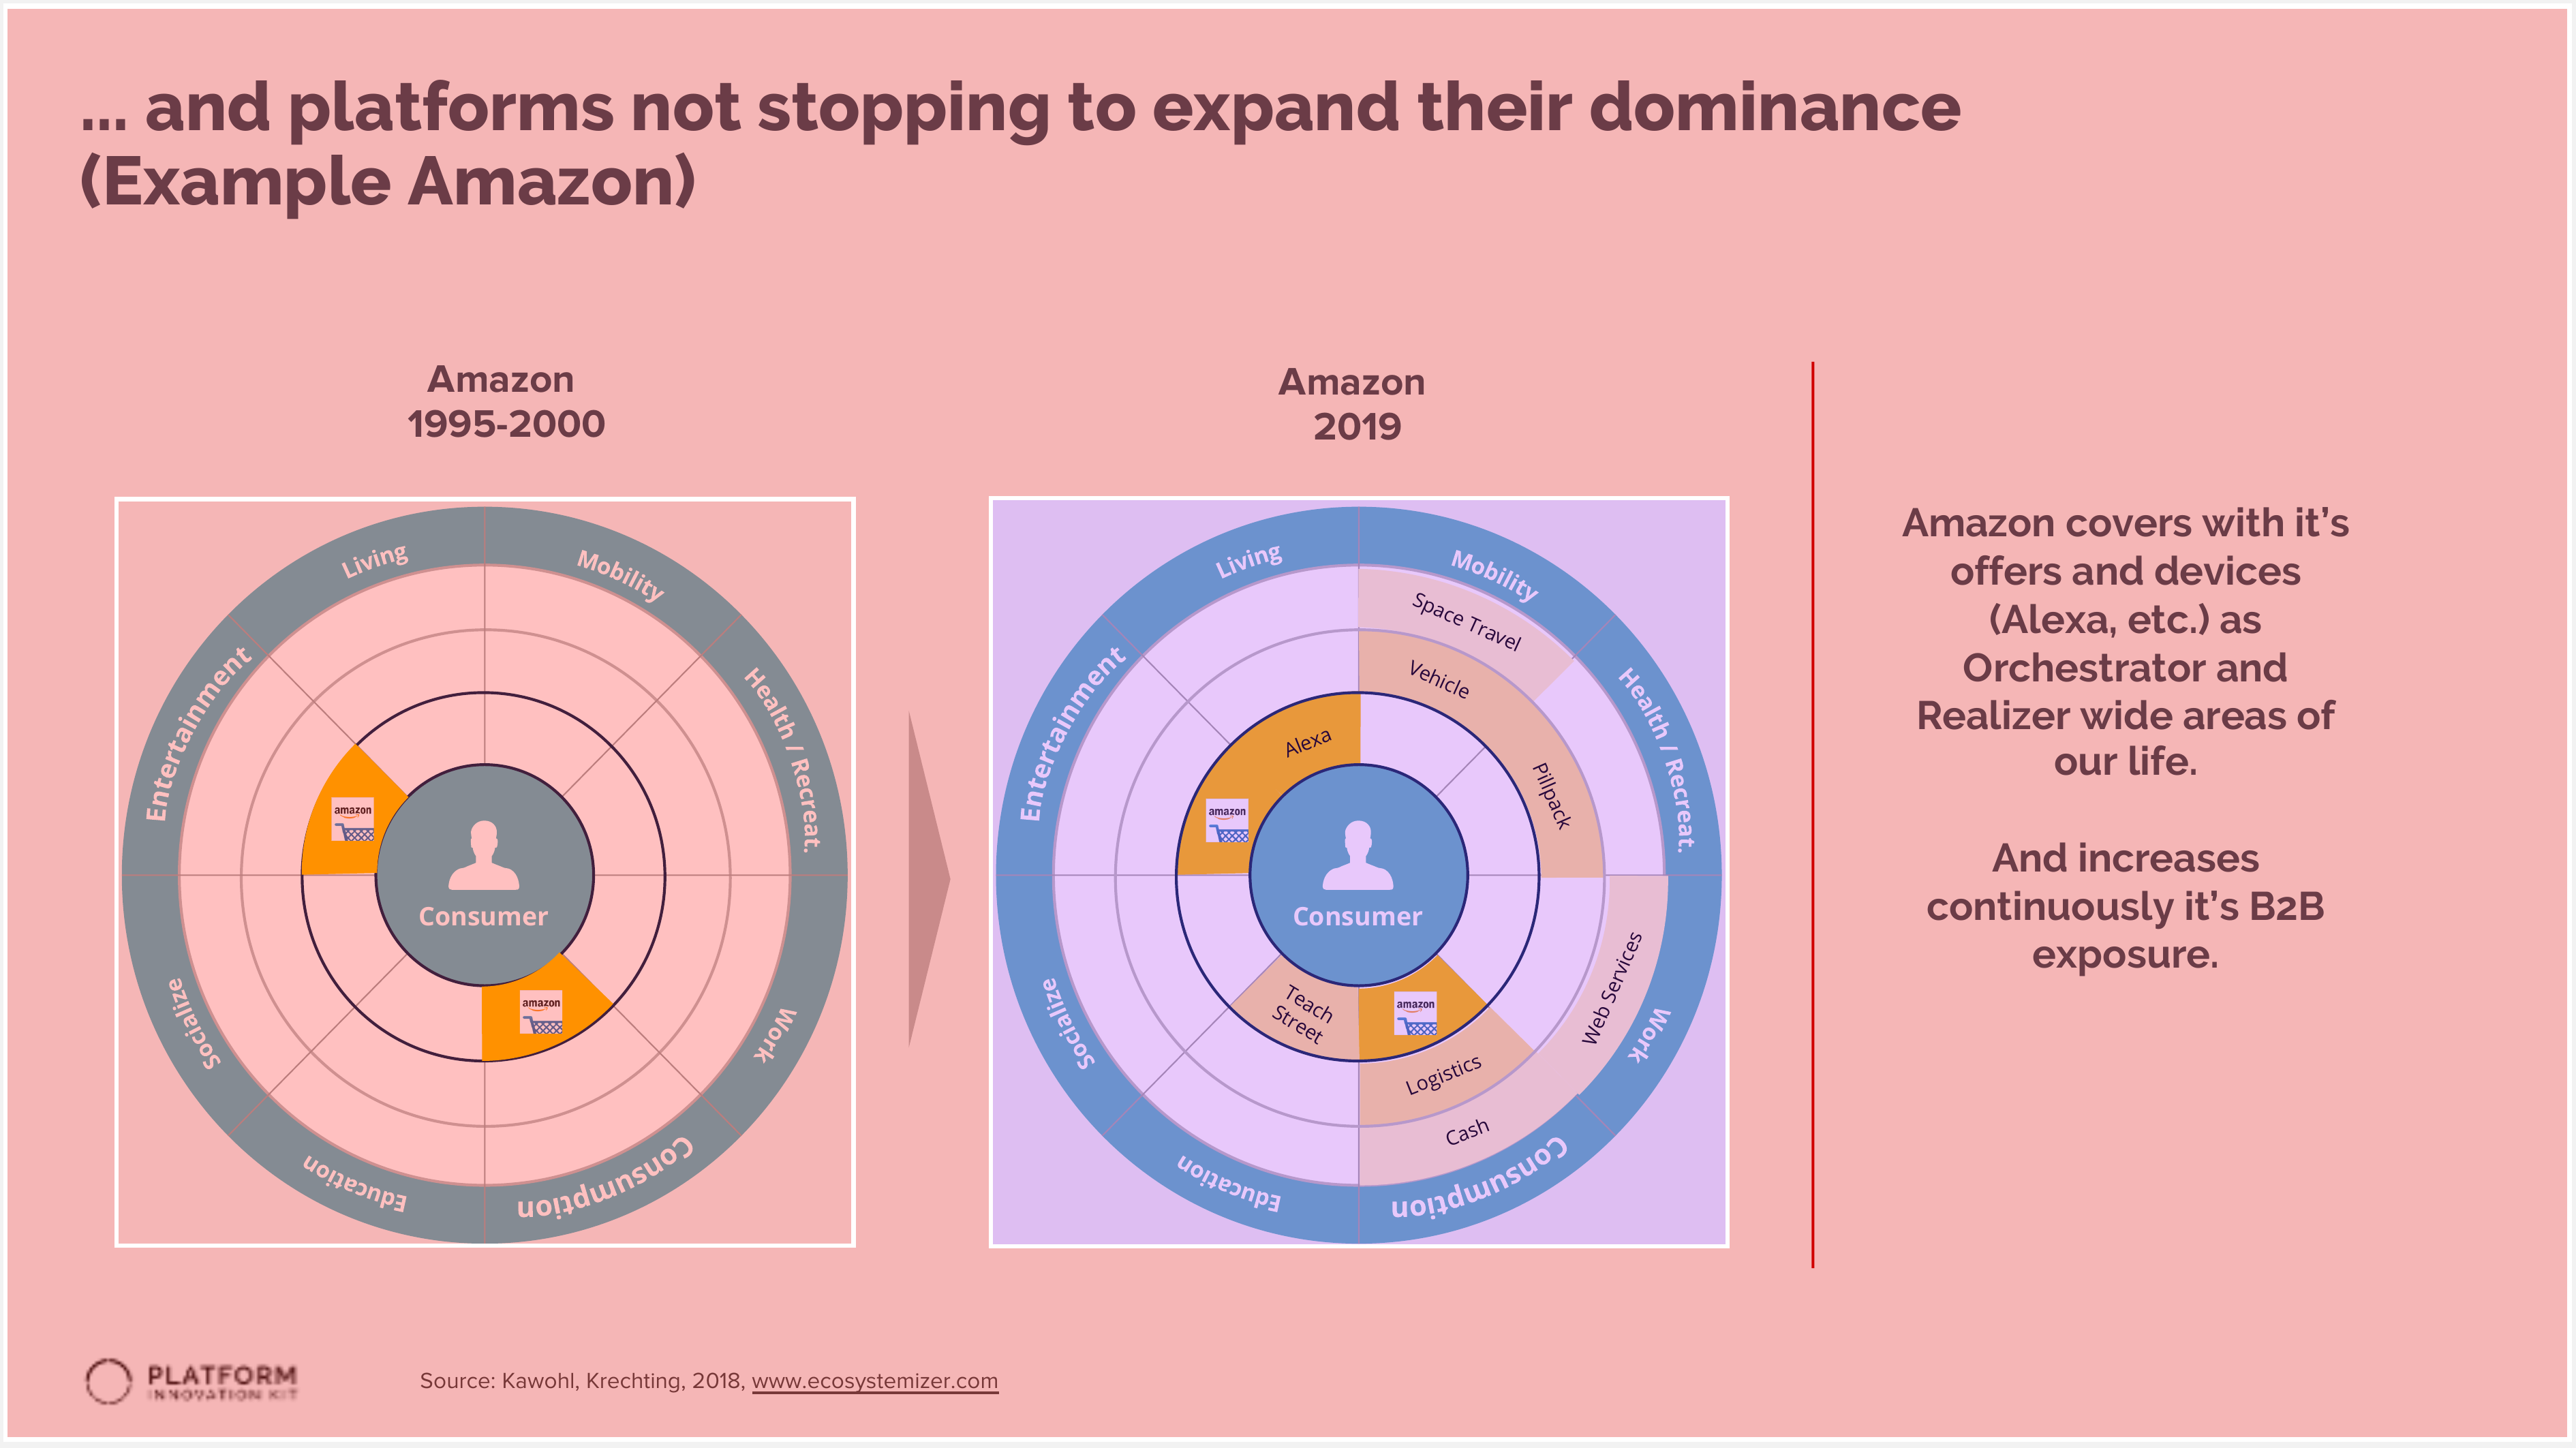 ... and platforms not stopping to expand their dominance
(Example Amazon)
Amazon
1995-2000
Living
Mobility
Entertainment
Health / Recreat.
amazon
Consumer
amazon
Socialize
Work
Education
Consumption
Amazon
2019
Living
Mobility
Space Travel
Entertainment
Vehicle
Health / Recreat.
Alexa
Pillpack
amazon
Consumer
Web Services
Teach
Street
amazon
Socialize
Work
Logistics
Cash
Education
Consumption
Amazon covers with it’s
offers and devices
(Alexa, etc.) as
Orchestrator and
Realizer wide areas of
our life.
And increases
continuously it’s B2B
exposure.
PLATFORM
INNOVATION KIT
Source: Kawohl, Krechting, 2018, www.ecosystemizer.com